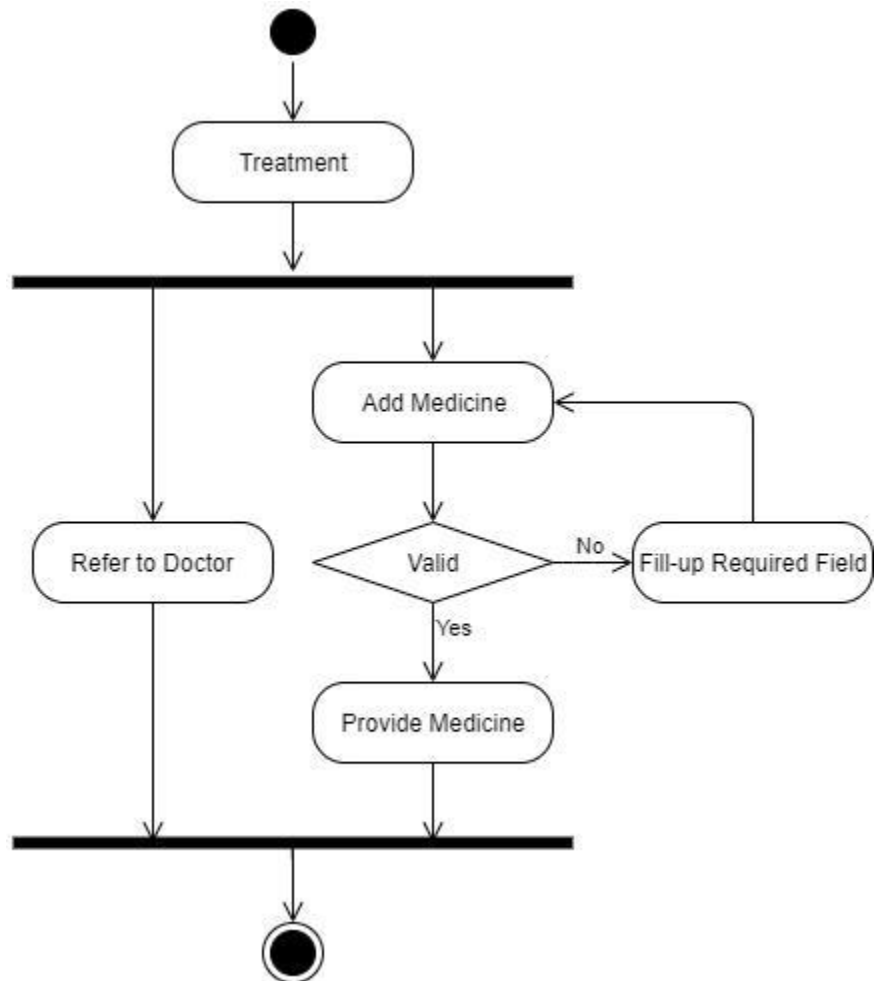 Treatment
Add Medicine
Refer to Doctor
Valid
No
Fill-up Required Field
Yes
Provide Medicine